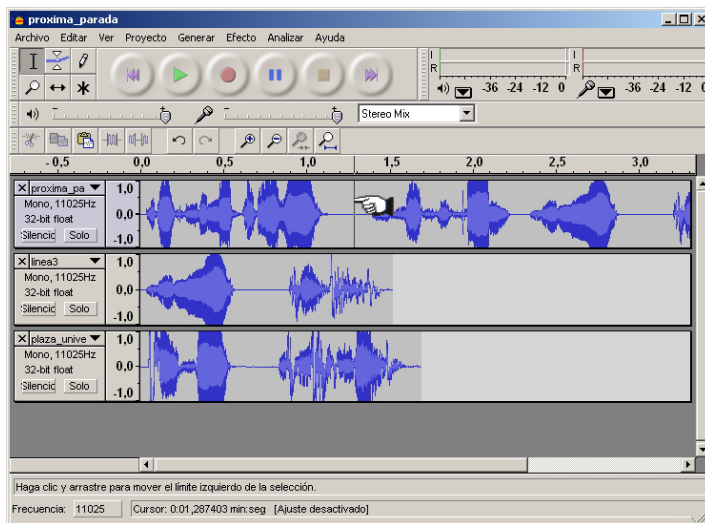 proxima_parada
Archivo Editar Ver Proyecto Generar Efecto Analizar Ayuda
L
R
-36 -24 -12 0
L
R
-36 -24 -12 0
Stereo Mix
- 0,5 0,0 0,5 1,0 1,5 2,0 2,5 3,0
proxima_pa
Mono, 11025Hz
32-bit float
Silencio Solo
1,0
0,0
-1,0
linea3
Mono, 11025Hz
32-bit float
Silencio Solo
1,0
0,0
-1,0
plaza_unive
Mono, 11025Hz
32-bit float
Silencio Solo
1,0
0,0
-1,0
Haga clic y arrastre para mover el límite izquierdo de la selección.
Frecuencia: 11025 Cursor: 0:01,287403 min:seg [Ajuste desactivado]